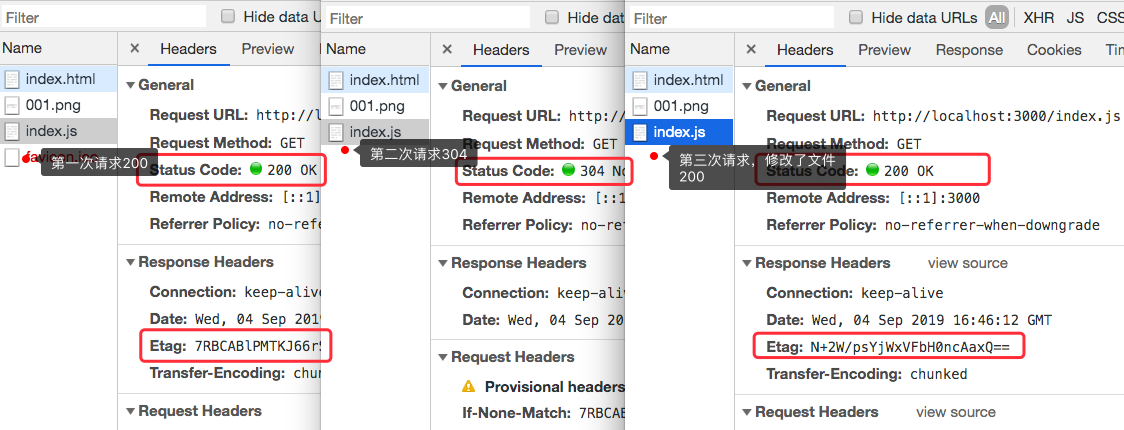 Filter
Hide data URLs
Name
× Headers Preview
index.html
001.png
index.js
第一次请求200
General
Request URL: http://l
Request Method: GET
Status Code: 200 OK
Remote Address: [::1]:
Referrer Policy: no-refe
Response Headers
Connection: keep-alive
Date: Wed, 04 Sep 2019
Etag: 7RBCABlPMTKJ66r
Transfer-Encoding: chun
Request Headers
Filter
Hide data URLs
Name
× Headers Preview
index.html
001.png
index.js
第二次请求304
General
Request URL: http://
Request Method: GET
Status Code: 304 No
Remote Address: [::1]
Referrer Policy: no-ref
Response Headers
Connection: keep-aliv
Date: Wed, 04 Sep 20
Request Headers
Provisional headers
If-None-Match: 7RBCAB
Filter
Hide data URLs All XHR JS CSS
Name
× Headers Preview Response Cookies Tim
index.html
001.png
index.js
第三次请求，修改了文件
200
General
Request URL: http://localhost:3000/index.js
Request Method: GET
Status Code: 200 OK
Remote Address: [::1]:3000
Referrer Policy: no-referrer-when-downgrade
Response Headers view source
Connection: keep-alive
Date: Wed, 04 Sep 2019 16:46:12 GMT
Etag: N+2W/psYjWxVFbH0ncAaxQ==
Transfer-Encoding: chunked
Request Headers view source